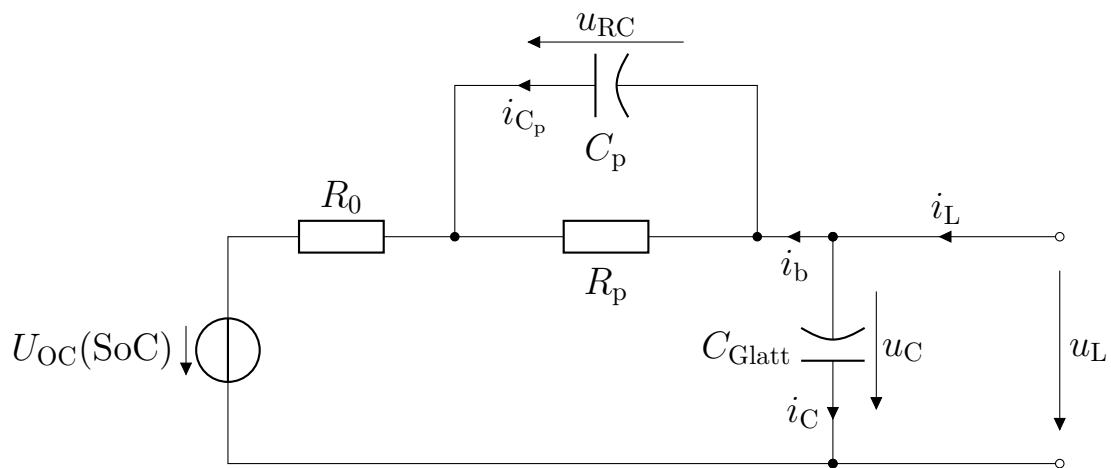 u_RC
i_Cp
C_p
R_0
i_L
i_b
R_p
U_OC(SoC)
C_Glatt
u_C
u_L
i_C